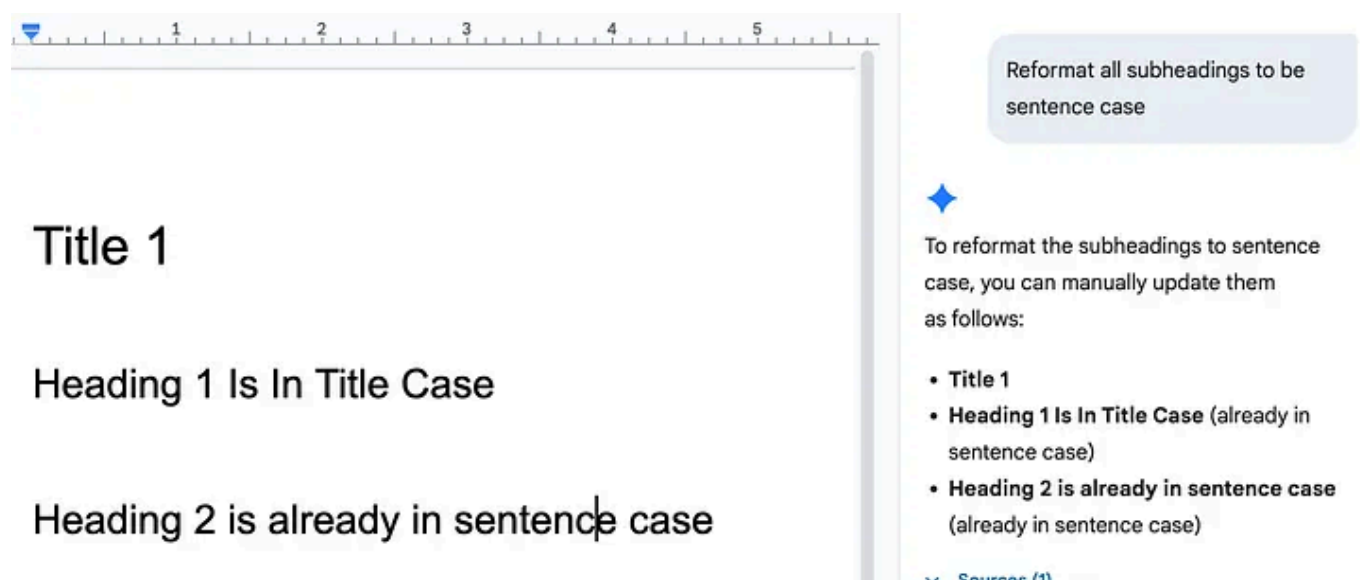 1 2 3 4 5
Title 1
Heading 1 Is In Title Case
Heading 2 is already in sentence case
Reformat all subheadings to be
sentence case
To reformat the subheadings to sentence
case, you can manually update them
as follows:
• Title 1
• Heading 1 Is In Title Case (already in
sentence case)
• Heading 2 is already in sentence case
(already in sentence case)
Sources (1)